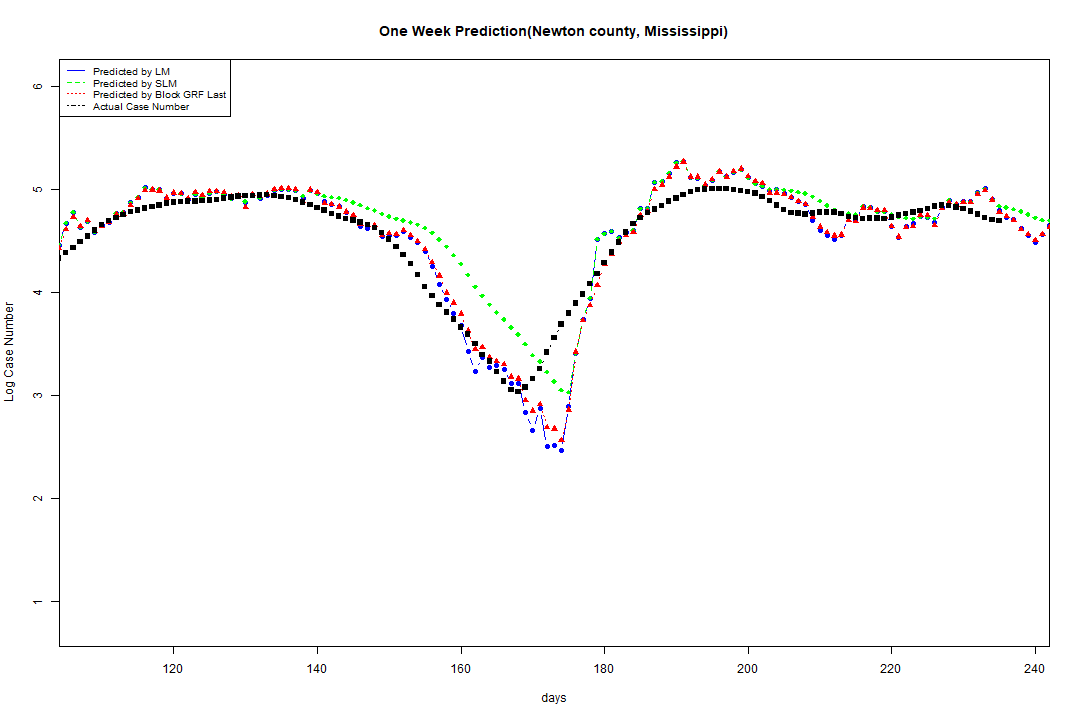 One Week Prediction(Newton county, Mississippi)
Predicted by LM
Predicted by SLM
Predicted by Block GRF Last
Actual Case Number
6
5
4
3
2
1
Log Case Number
120 140 160 180 200 220 240
days